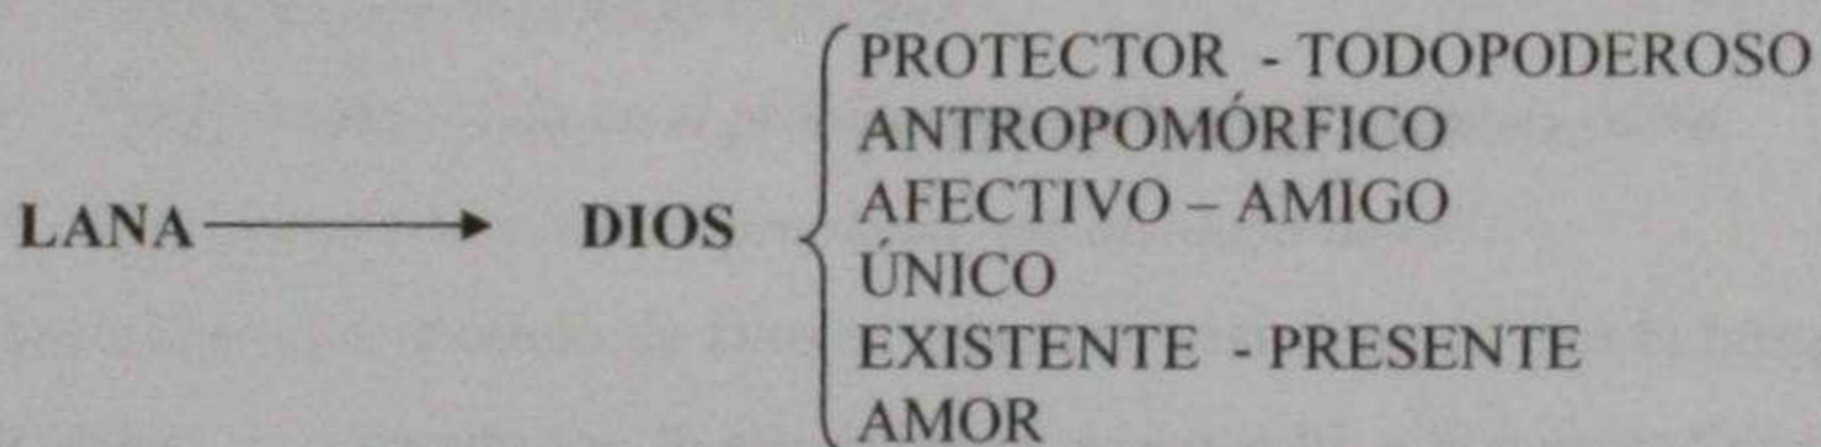 PROTECTOR - TODOPODEROSO
ANTROPOMÓRFICO
AFECTIVO – AMIGO
LANA DIOS
ÚNICO
EXISTENTE - PRESENTE
AMOR